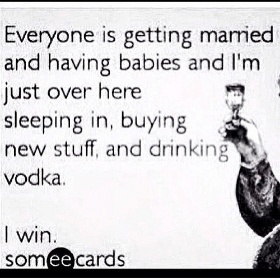 Everyone is getting married
and having babies and I'm
just over here
sleeping in, buying
new stuff, and drinking
vodka.
I win.
someecards